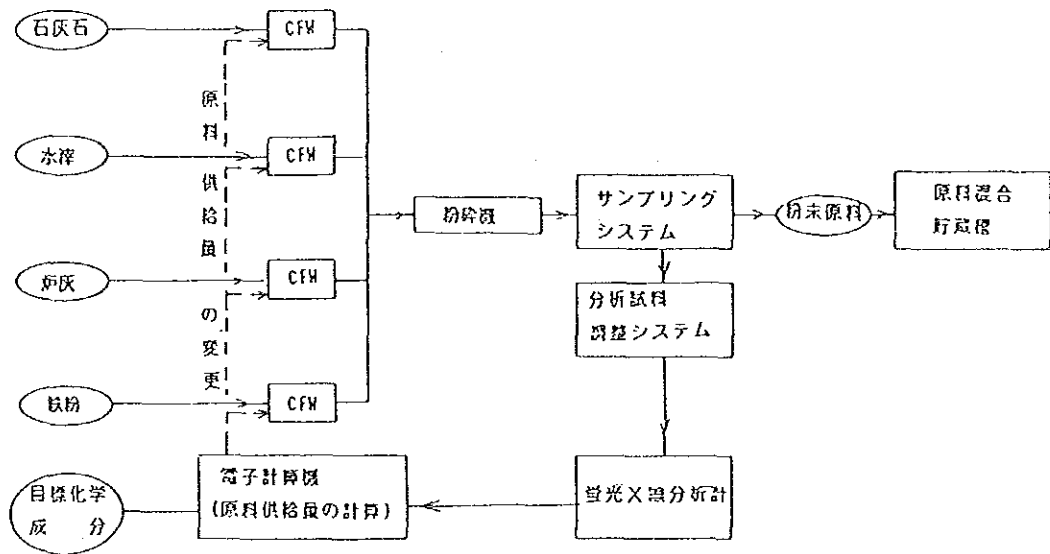 石灰石
CFW
原料供給量の変更
水滓
CFW
炉灰
CFW
鉄粉
CFW
粉砕機
サンプリング
システム
粉末原料
原料混合
貯蔵槽
分析試料
調整システム
蛍光X線分析計
電子計算機
(原料供給量の計算)
目標化学
成分